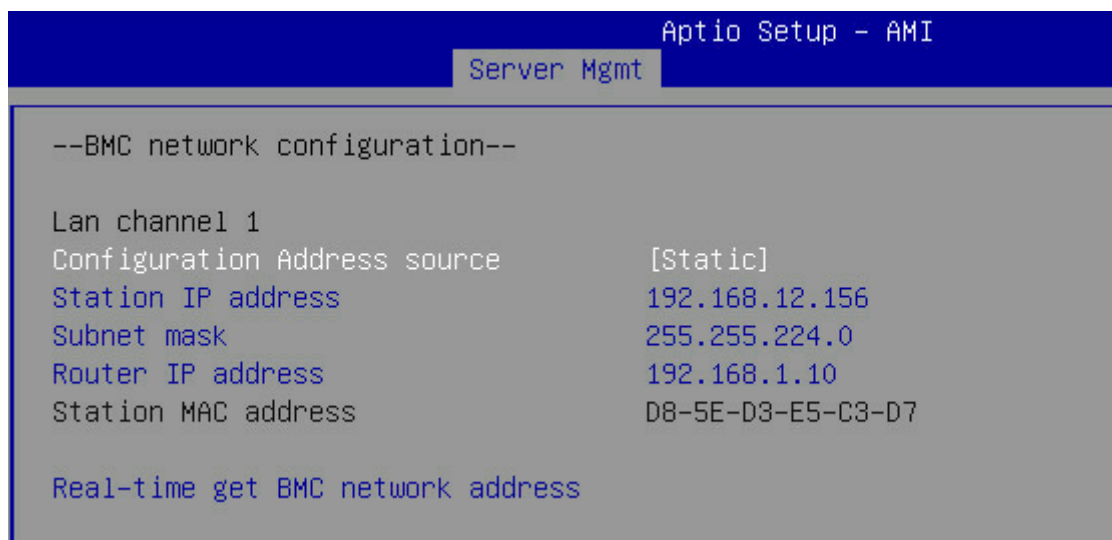 Aptio Setup – AMI
Server Mgmt
--BMC network configuration--
Lan channel 1
Configuration Address source [Static]
Station IP address 192.168.12.156
Subnet mask 255.255.224.0
Router IP address 192.168.1.10
Station MAC address D8-5E-D3-E5-C3-D7
Real-time get BMC network address